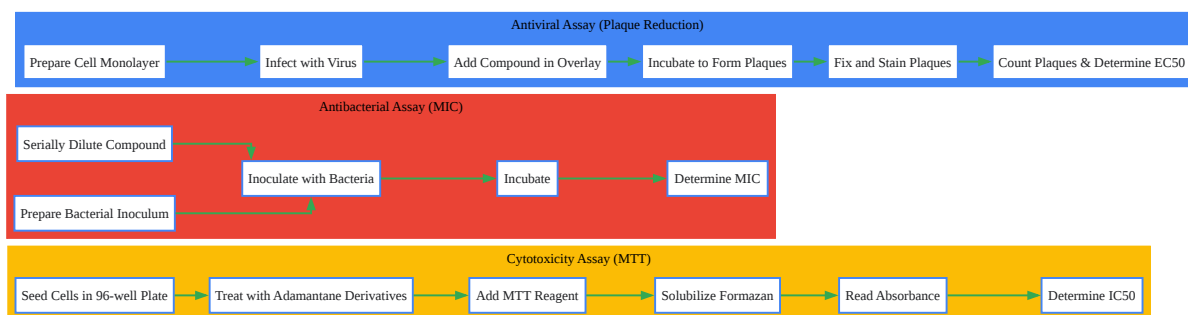 Antiviral Assay (Plaque Reduction)
Prepare Cell Monolayer
Infect with Virus
Add Compound in Overlay
Incubate to Form Plaques
Fix and Stain Plaques
Count Plaques & Determine EC50
Antibacterial Assay (MIC)
Serially Dilute Compound
Prepare Bacterial Inoculum
Inoculate with Bacteria
Incubate
Determine MIC
Cytotoxicity Assay (MTT)
Seed Cells in 96-well Plate
Treat with Adamantane Derivatives
Add MTT Reagent
Solubilize Formazan
Read Absorbance
Determine IC50